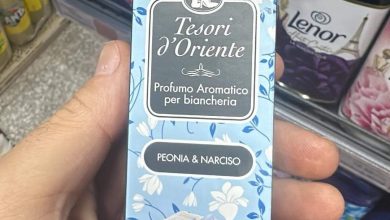 Tesori
d'Oriente
Profumo Aromatico
per biancheria
PEONIA & NARCISO
Lenor